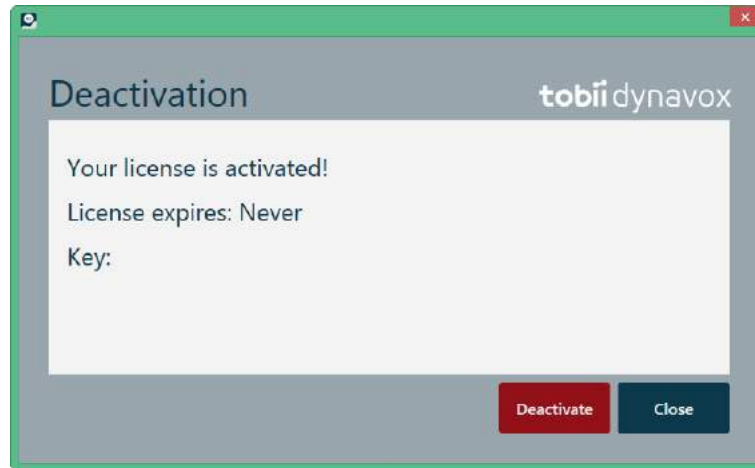 Deactivation
tobii dynavox
Your license is activated!
License expires: Never
Key:
Deactivate
Close